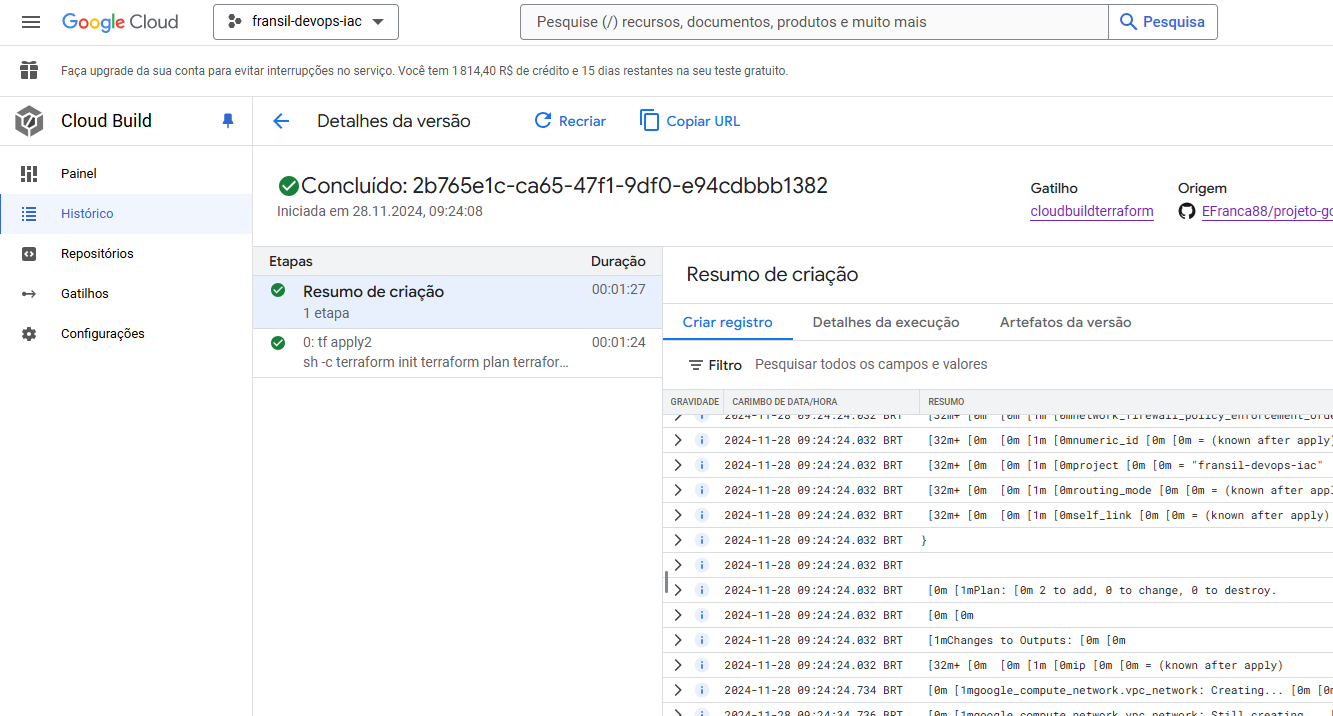 Google Cloud
fransil-devops-iac
Pesquise (/) recursos, documentos, produtos e muito mais
Pesquisa
Faça upgrade da sua conta para evitar interrupções no serviço. Você tem 1 814,40 R$ de crédito e 15 dias restantes na seu teste gratuito.
Cloud Build
Detalhes da versão
Recriar
Copiar URL
Painel
Histórico
Repositórios
Gatilhos
Configurações
Concluído: 2b765e1c-ca65-47f1-9df0-e94cdbbb1382
Iniciada em 28.11.2024, 09:24:08
Gatilho
cloudbuildterraform
Origem
EFranca88/projeto-go
Etapas Duração
Resumo de criação 00:01:27
1 etapa
0: tf apply2 00:01:24
sh -c terraform init terraform plan terrafor...
Resumo de criação
Criar registro
Detalhes da execução
Artefatos da versão
Filtro Pesquisar todos os campos e valores
GRAVIDADE CARIMBO DE DATA/HORA RESUMO
2024-11-28 09:24:24.032 BRT [32m+ [0m [0m [1m [0mnetwork_firewall_policy_enforcement_orde
2024-11-28 09:24:24.032 BRT [32m+ [0m [0m [1m [0mnumeric_id [0m [0m = (known after apply)
2024-11-28 09:24:24.032 BRT [32m+ [0m [0m [1m [0mproject [0m [0m = "fransil-devops-iac"
2024-11-28 09:24:24.032 BRT [32m+ [0m [0m [1m [0mrouting_mode [0m [0m = (known after appl
2024-11-28 09:24:24.032 BRT [32m+ [0m [0m [1m [0mself_link [0m [0m = (known after apply)
2024-11-28 09:24:24.032 BRT }
2024-11-28 09:24:24.032 BRT
2024-11-28 09:24:24.032 BRT [0m [1mPlan: [0m 2 to add, 0 to change, 0 to destroy.
2024-11-28 09:24:24.032 BRT [0m [0m
2024-11-28 09:24:24.032 BRT [1mChanges to Outputs: [0m [0m
2024-11-28 09:24:24.032 BRT [32m+ [0m [0m [1m [0mip [0m [0m = (known after apply)
2024-11-28 09:24:24.734 BRT [0m [1mgoogle_compute_network.vpc_network: Creating... [0m [0m
2024-11-28 09:24:34.736 BRT [0m [1mgoogle_compute_network.vpc_network: Still creating...